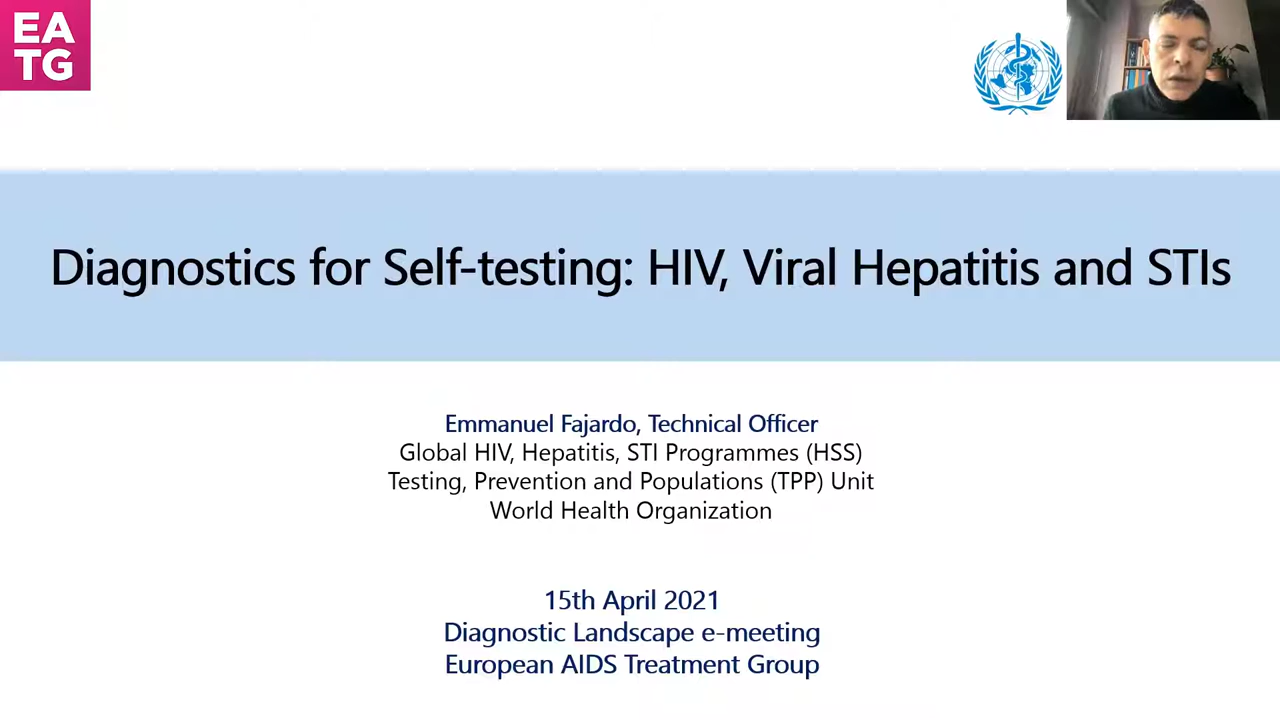 EA
TG
Diagnostics for Self-testing: HIV, Viral Hepatitis and STIs
Emmanuel Fajardo, Technical Officer
Global HIV, Hepatitis, STI Programmes (HSS)
Testing, Prevention and Populations (TPP) Unit
World Health Organization
15th April 2021
Diagnostic Landscape e-meeting
European AIDS Treatment Group